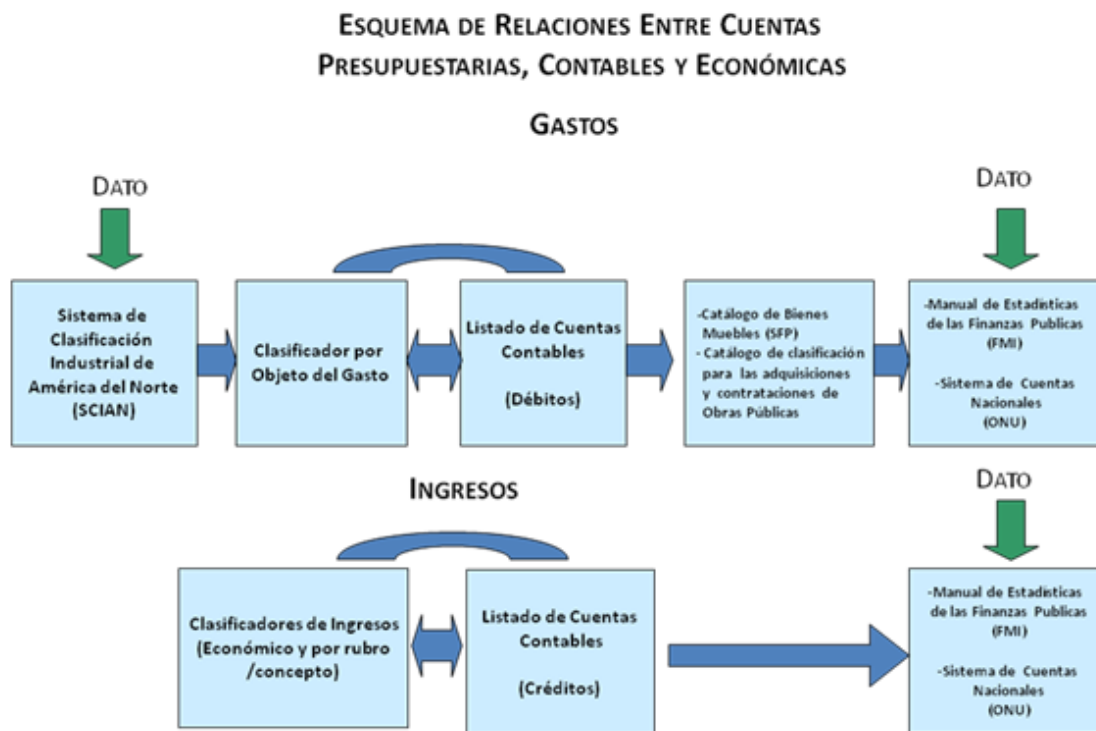 ESQUEMA DE RELACIONES ENTRE CUENTAS
PRESUPUESTARIAS, CONTABLES Y ECONÓMICAS
GASTOS
DATO
DATO
Sistema de
Clasificación
Industrial de
América del Norte
(SCIAN)
Clasificador por
Objeto del Gasto
Listado de Cuentas
Contables
(Débitos)
-Catálogo de Bienes
Muebles (SFP)
- Catálogo de clasificación
para las adquisiciones
y contrataciones de
Obras Públicas
-Manual de Estadísticas
de las Finanzas Publicas
(FMI)
-Sistema de Cuentas
Nacionales
(ONU)
INGRESOS
DATO
Clasificadores de Ingresos
(Económico y por rubro
/concepto)
Listado de Cuentas
Contables
(Créditos)
-Manual de Estadísticas
de las Finanzas Publicas
(FMI)
-Sistema de Cuentas
Nacionales
(ONU)